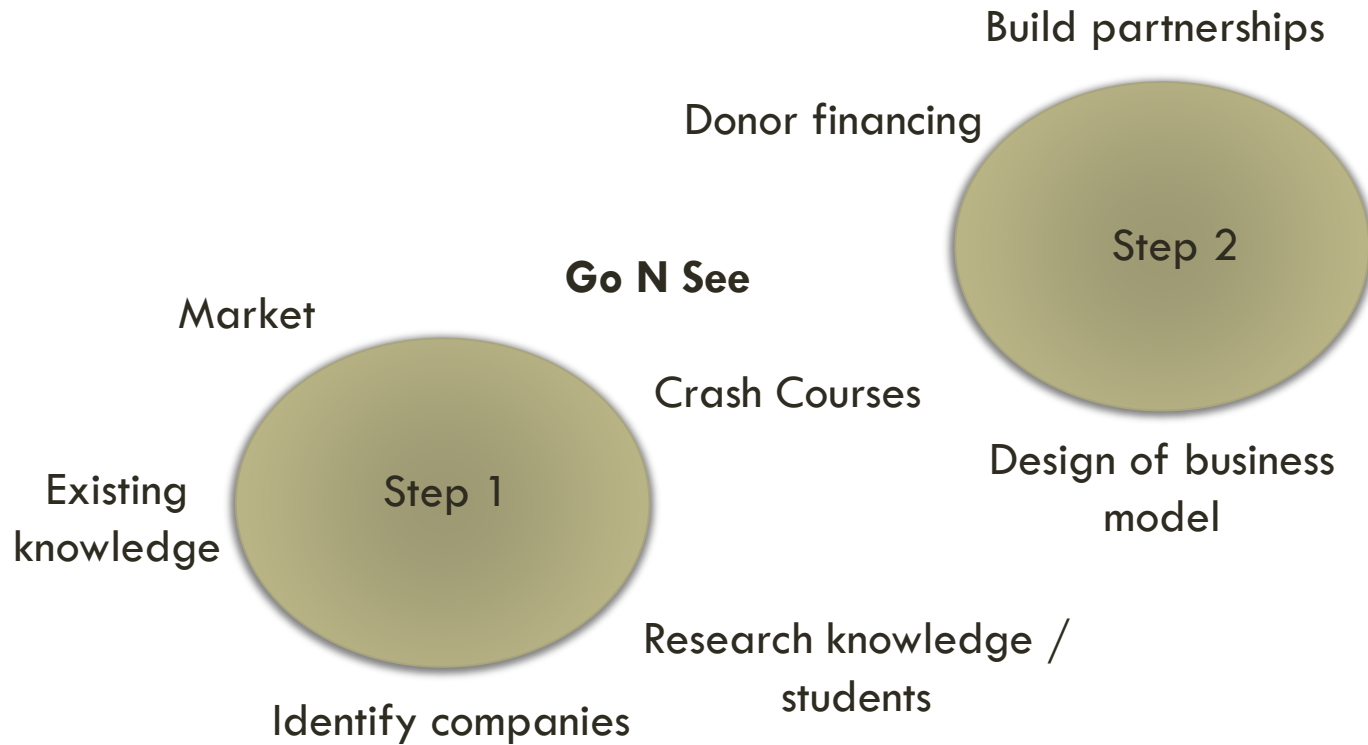 Build partnerships
Donor financing
Step 2
Go N See
Market
Crash Courses
Design of business
model
Existing
knowledge
Step 1
Research knowledge /
students
Identify companies